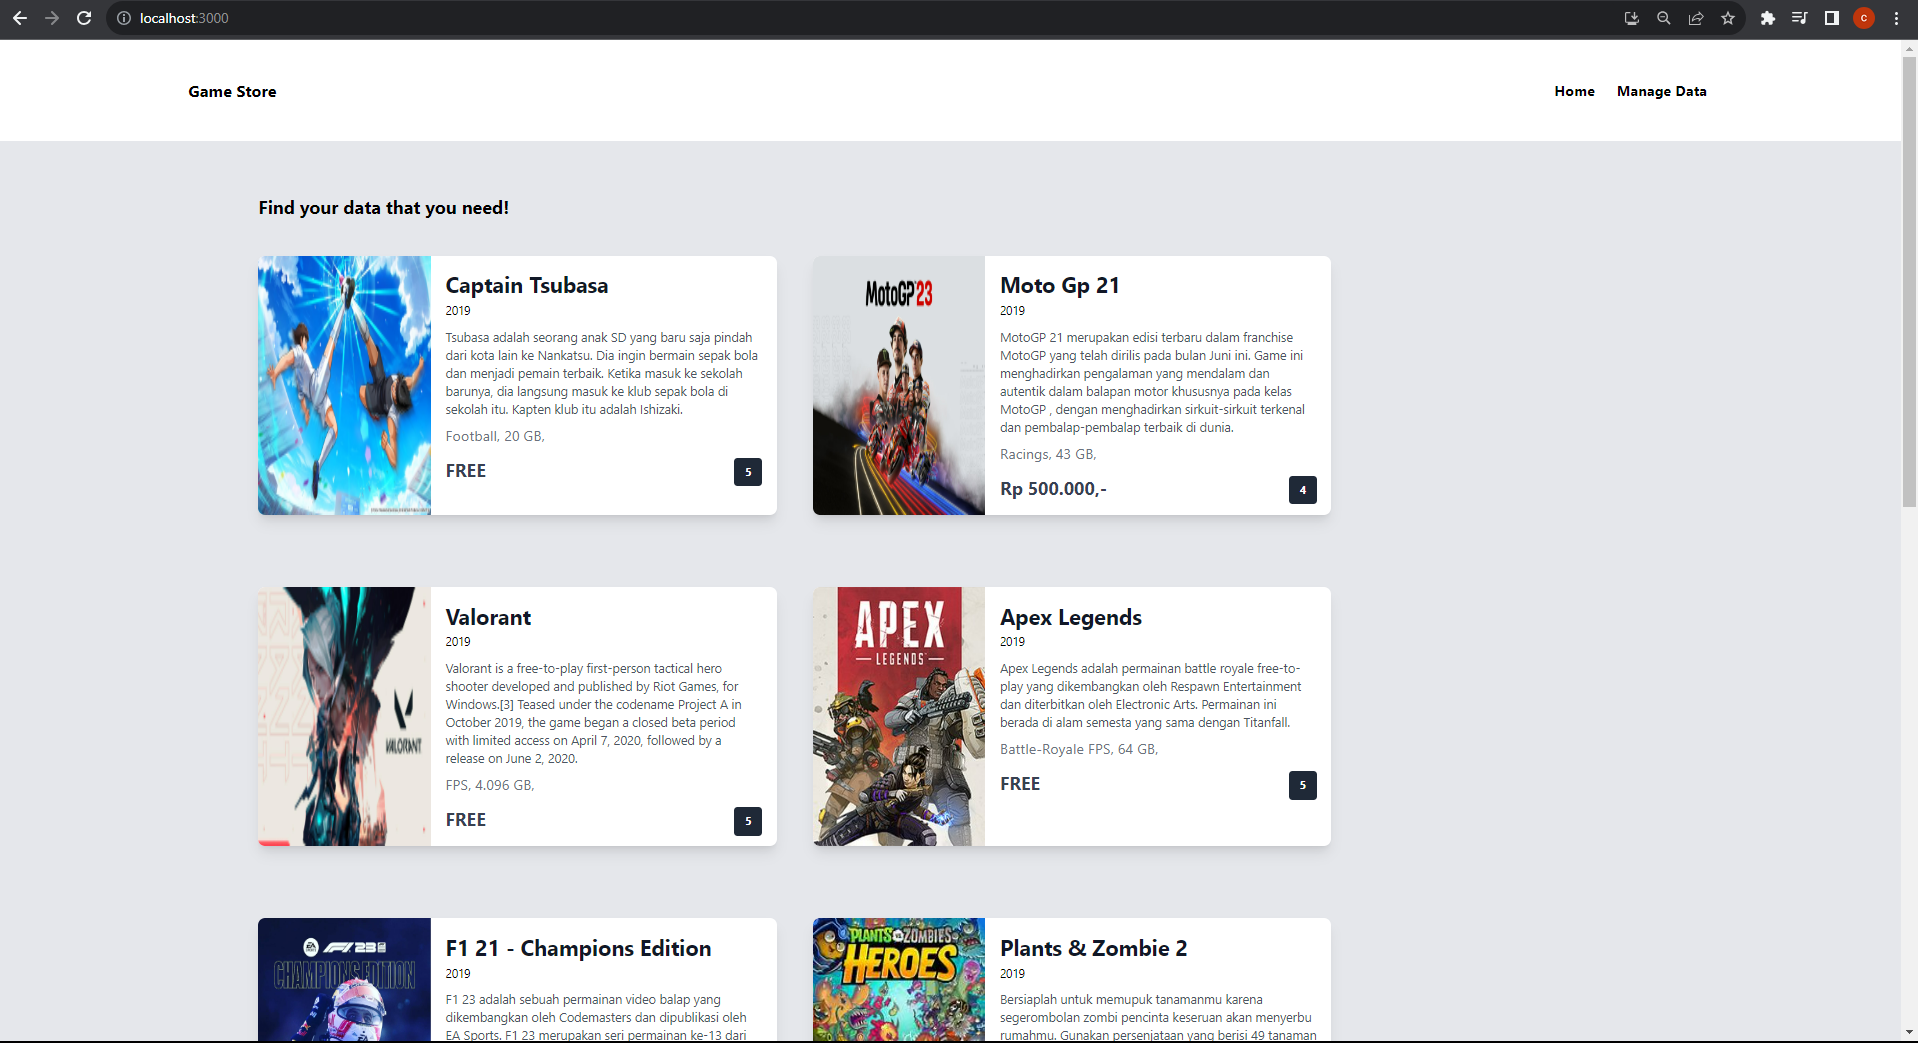 localhost:3000
C
Game Store
Home
Manage Data
Find your data that you need!
Captain Tsubasa
2019
Tsubasa adalah seorang anak SD yang baru saja pindah
dari kota lain ke Nankatsu. Dia ingin bermain sepak bola
dan menjadi pemain terbaik. Ketika masuk ke sekolah
barunya, dia langsung masuk ke klub sepak bola di
sekolah itu. Kapten klub itu adalah Ishizaki.
Football, 20 GB,
FREE
5
MotoGP'23
Moto Gp 21
2019
MotoGP 21 merupakan edisi terbaru dalam franchise
MotoGP yang telah dirilis pada bulan Juni ini. Game ini
menghadirkan pengalaman yang mendalam dan
autentik dalam balapan motor khususnya pada kelas
MotoGP , dengan menghadirkan sirkuit-sirkuit terkenal
dan pembalap-pembalap terbaik di dunia.
Racings, 43 GB,
Rp 500.000,-
4
VALORANT
Valorant
2019
Valorant is a free-to-play first-person tactical hero
shooter developed and published by Riot Games, for
Windows.[3] Teased under the codename Project A in
October 2019, the game began a closed beta period
with limited access on April 7, 2020, followed by a
release on June 2, 2020.
FPS, 4.096 GB,
FREE
5
APEX
LEGENDS
Apex Legends
2019
Apex Legends adalah permainan battle royale free-to-
play yang dikembangkan oleh Respawn Entertainment
dan diterbitkan oleh Electronic Arts. Permainan ini
berada di alam semesta yang sama dengan Titanfall.
Battle-Royale FPS, 64 GB,
FREE
5
EA F1 23
CHAMPIONS EDITION
F1 21 - Champions Edition
2019
F1 23 adalah sebuah permainan video balap yang
dikembangkan oleh Codemasters dan dipublikasi oleh
EA Sports. F1 23 merupakan seri permainan ke-13 dari
PLANTS VS. ZOMBIES
HEROES
Plants & Zombie 2
2019
Bersiaplah untuk memupuk tanamanmu karena
segerombolan zombi pencinta keseruan akan menyerbu
rumahmu. Gunakan persenjataan yang berisi 49 tanaman